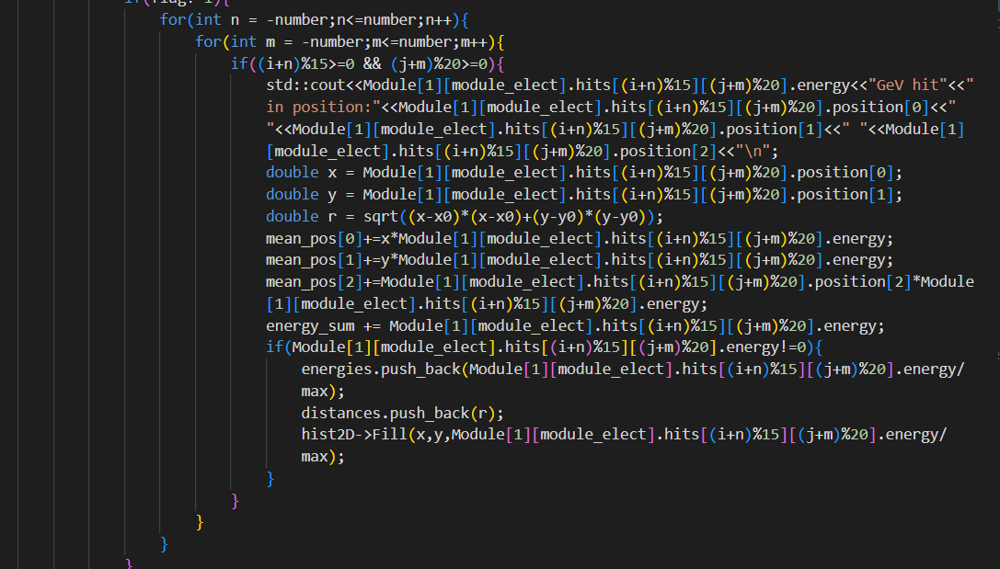 for(int n = -number;n<=number;n++){
for(int m = -number;m<=number;m++){
if((i+n)%15>=0 && (j+m)%20>=0){
std::cout<<Module[1][module_elect].hits[(i+n)%15][(j+m)%20].energy<<"GeV hit"<<"
in position:"<<Module[1][module_elect].hits[(i+n)%15][(j+m)%20].position[0]<<"
"<<Module[1][module_elect].hits[(i+n)%15][(j+m)%20].position[1]<<" "<<Module[1]
[module_elect].hits[(i+n)%15][(j+m)%20].position[2]<<"\n";
double x = Module[1][module_elect].hits[(i+n)%15][(j+m)%20].position[0];
double y = Module[1][module_elect].hits[(i+n)%15][(j+m)%20].position[1];
double r = sqrt((x-x0)*(x-x0)+(y-y0)*(y-y0));
mean_pos[0]+=x*Module[1][module_elect].hits[(i+n)%15][(j+m)%20].energy;
mean_pos[1]+=y*Module[1][module_elect].hits[(i+n)%15][(j+m)%20].energy;
mean_pos[2]+=Module[1][module_elect].hits[(i+n)%15][(j+m)%20].position[2]*Module
[1][module_elect].hits[(i+n)%15][(j+m)%20].energy;
energy_sum += Module[1][module_elect].hits[(i+n)%15][(j+m)%20].energy;
if(Module[1][module_elect].hits[(i+n)%15][(j+m)%20].energy!=0){
energies.push_back(Module[1][module_elect].hits[(i+n)%15][(j+m)%20].energy/
max);
distances.push_back(r);
hist2D->Fill(x,y,Module[1][module_elect].hits[(i+n)%15][(j+m)%20].energy/
max);
}
}
}
}
}